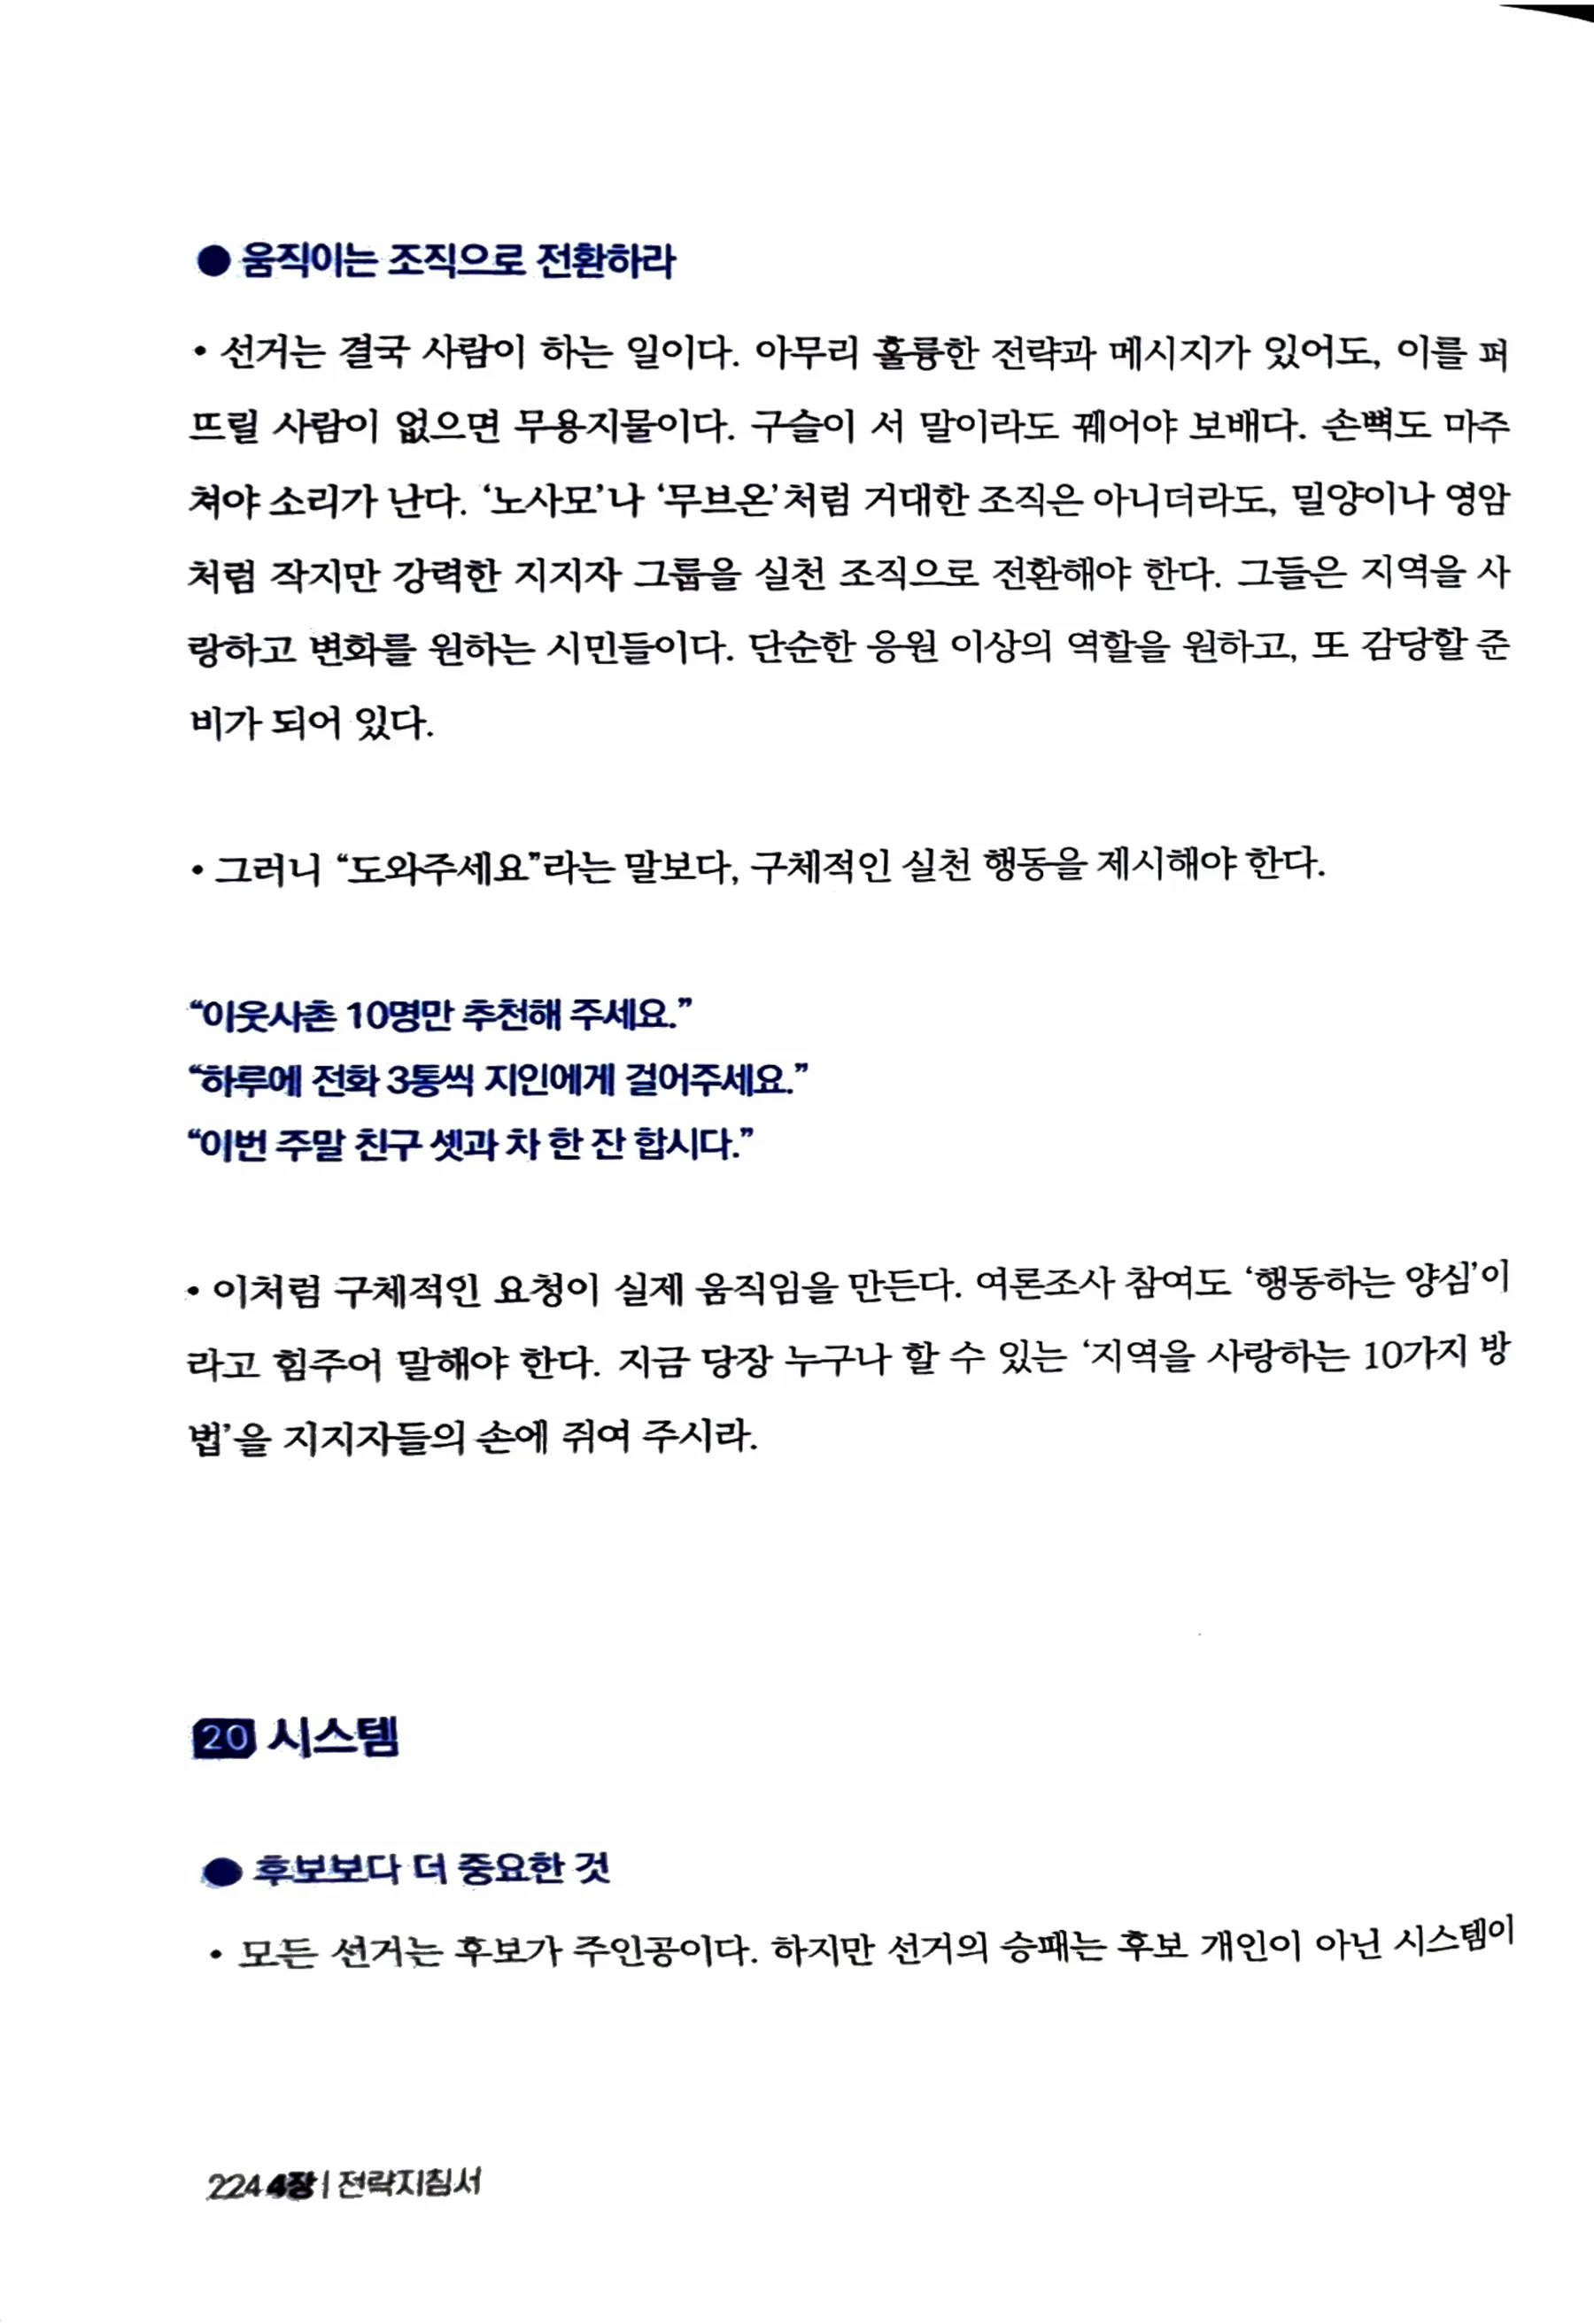 ● 움직이는 조직으로 전환하라
• 선거는 결국 사람이 하는 일이다. 아무리 훌륭한 전략과 메시지가 있어도, 이를 퍼
뜨릴 사람이 없으면 무용지물이다. 구슬이 서 말이라도 꿰어야 보배다. 손뼉도 마주
쳐야 소리가 난다. ‘노사모’나 ‘무브온’처럼 거대한 조직은 아니더라도, 밀양이나 영암
처럼 작지만 강력한 지지자 그룹을 실천 조직으로 전환해야 한다. 그들은 지역을 사
랑하고 변화를 원하는 시민들이다. 단순한 응원 이상의 역할을 원하고, 또 감당할 준
비가 되어 있다.
• 그러니 “도와주세요”라는 말보다, 구체적인 실천 행동을 제시해야 한다.
“이웃사촌 10명만 추천해 주세요.”
“하루에 전화 3통씩 지인에게 걸어주세요.”
“이번 주말 친구 셋과 차 한 잔 합시다.”
• 이처럼 구체적인 요청이 실제 움직임을 만든다. 여론조사 참여도 ‘행동하는 양심’이
라고 힘주어 말해야 한다. 지금 당장 누구나 할 수 있는 ‘지역을 사랑하는 10가지 방
법’을 지지자들의 손에 쥐여 주시라.
20 시스템
● 후보보다 더 중요한 것
• 모든 선거는 후보가 주인공이다. 하지만 선거의 승패는 후보 개인이 아닌 시스템이
224 4장 | 전략지침서